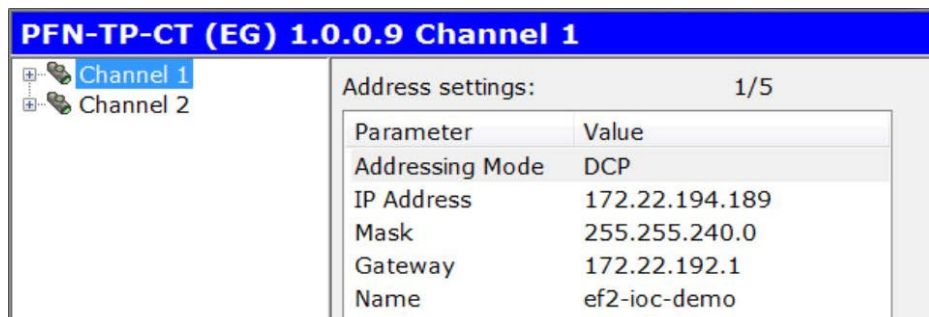 PFN-TP-CT (EG) 1.0.0.9 Channel 1
Channel 1
Channel 2
Address settings: 1/5
Parameter Value
Addressing Mode DCP
IP Address 172.22.194.189
Mask 255.255.240.0
Gateway 172.22.192.1
Name ef2-ioc-demo